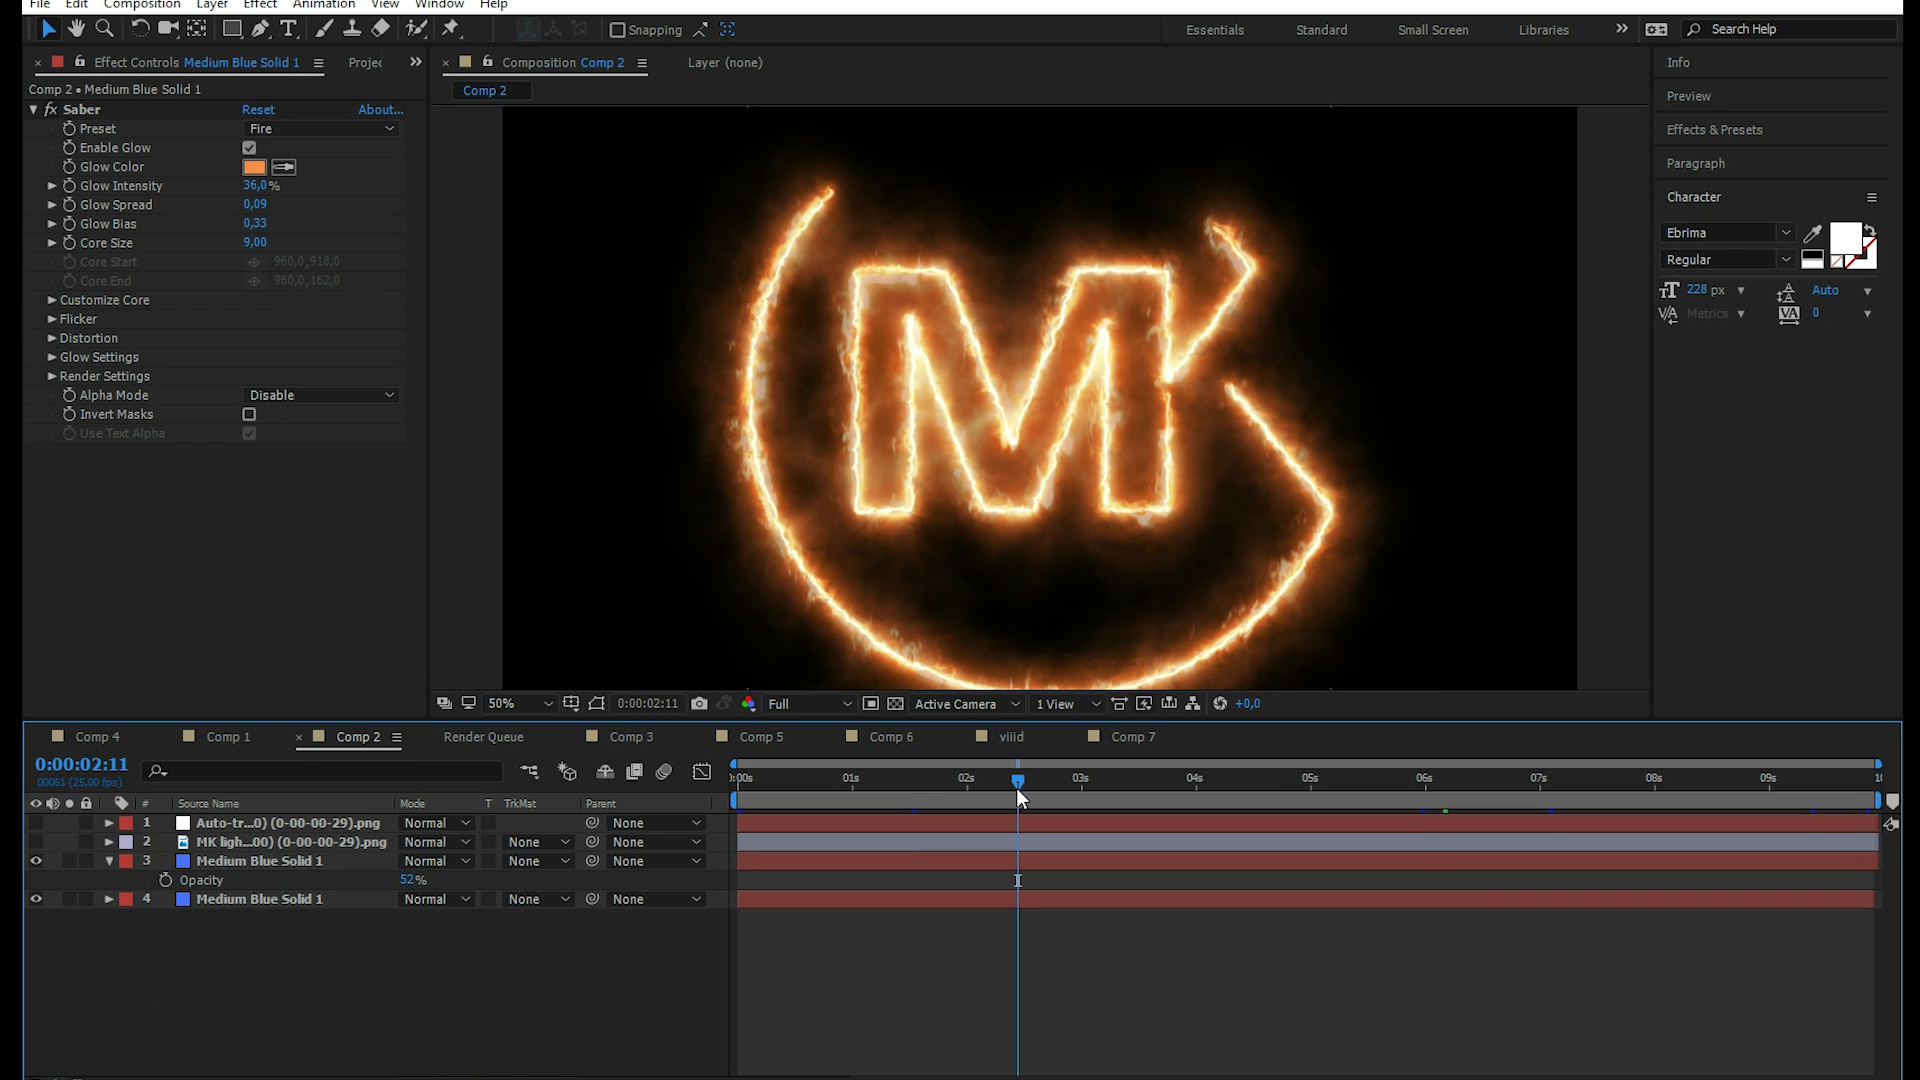 File Edit Composition Layer Effect Animation View Window Help
Snapping Essentials Standard Small Screen Libraries Search Help
Effect Controls Medium Blue Solid 1 Projec
Comp 2 • Medium Blue Solid 1
fx Saber Reset About...
Preset Fire
Enable Glow
Glow Color
Glow Intensity 36,0%
Glow Spread 0,09
Glow Bias 0,33
Core Size 9,00
Core Start 960,0,918,0
Core End 960,0,162,0
Customize Core
Flicker
Distortion
Glow Settings
Render Settings
Alpha Mode Disable
Invert Masks
Use Text Alpha
Composition Comp 2 Layer (none)
Comp 2
MK
50% 0:00:02:11 Full Active Camera 1 View +0,0
Info
Preview
Effects & Presets
Paragraph
Character
Ebrima
Regular
228 px Auto
Metrics 0
Comp 4 Comp 1 Comp 2 Render Queue Comp 3 Comp 5 Comp 6 viiid Comp 7
0:00:02:11
00061 (25.00 fps)
):00s 01s 02s 03s 04s 05s 06s 07s 08s 09s 10
# Source Name Mode T TrkMat Parent
1 Auto-tr...0) (0-00-00-29).png Normal None
2 MK ligh...00) (0-00-00-29).png Normal None None
3 Medium Blue Solid 1 Normal None None
Opacity 52%
4 Medium Blue Solid 1 Normal None None